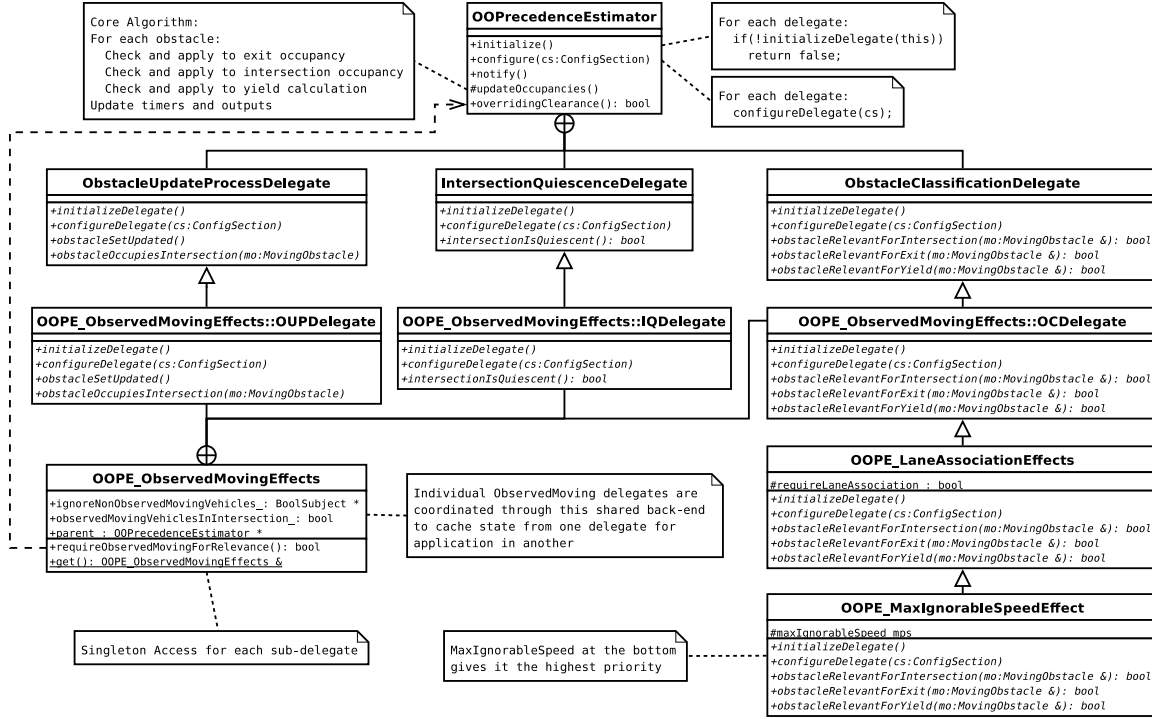 Core Algorithm:
For each obstacle:
Check and apply to exit occupancy
Check and apply to intersection occupancy
Check and apply to yield calculation
Update timers and outputs
OOPrecedenceEstimator
+initialize()
+configure(cs:ConfigSection)
+notify()
#updateOccupancies()
+overridingClearance(): bool
For each delegate:
if(!initializeDelegate(this))
return false;
For each delegate:
configureDelegate(cs);
ObstacleUpdateProcessDelegate
+initializeDelegate()
+configureDelegate(cs:ConfigSection)
+obstacleSetUpdated()
+obstacleOccupiesIntersection(mo:MovingObstacle)
IntersectionQuiescenceDelegate
+initializeDelegate()
+configureDelegate(cs:ConfigSection)
+intersectionIsQuiescent(): bool
ObstacleClassificationDelegate
+initializeDelegate()
+configureDelegate(cs:ConfigSection)
+obstacleRelevantForIntersection(mo:MovingObstacle &): bool
+obstacleRelevantForExit(mo:MovingObstacle &): bool
+obstacleRelevantForYield(mo:MovingObstacle &): bool
OOPE_ObservedMovingEffects::OUPDelegate
+initializeDelegate()
+configureDelegate(cs:ConfigSection)
+obstacleSetUpdated()
+obstacleOccupiesIntersection(mo:MovingObstacle)
OOPE_ObservedMovingEffects::IQDelegate
+initializeDelegate()
+configureDelegate(cs:ConfigSection)
+intersectionIsQuiescent(): bool
OOPE_ObservedMovingEffects::OCDelegate
+initializeDelegate()
+configureDelegate(cs:ConfigSection)
+obstacleRelevantForIntersection(mo:MovingObstacle &): bool
+obstacleRelevantForExit(mo:MovingObstacle &): bool
+obstacleRelevantForYield(mo:MovingObstacle &): bool
OOPE_ObservedMovingEffects
+ignoreNonObservedMovingVehicles_: BoolSubject *
+observedMovingVehiclesInIntersection_: bool
+parent_: OOPrecedenceEstimator *
+requireObservedMovingForRelevance(): bool
+get(): OOPE_ObservedMovingEffects &
Individual ObservedMoving delegates are
coordinated through this shared back-end
to cache state from one delegate for
application in another
OOPE_LaneAssociationEffects
#requireLaneAssociation_: bool
+initializeDelegate()
+configureDelegate(cs:ConfigSection)
+obstacleRelevantForIntersection(mo:MovingObstacle &): bool
+obstacleRelevantForExit(mo:MovingObstacle &): bool
+obstacleRelevantForYield(mo:MovingObstacle &): bool
Singleton Access for each sub-delegate
MaxIgnorableSpeed at the bottom
gives it the highest priority
OOPE_MaxIgnorableSpeedEffect
#maxIgnorableSpeed_mps_
+initializeDelegate()
+configureDelegate(cs:ConfigSection)
+obstacleRelevantForIntersection(mo:MovingObstacle &): bool
+obstacleRelevantForExit(mo:MovingObstacle &): bool
+obstacleRelevantForYield(mo:MovingObstacle &): bool